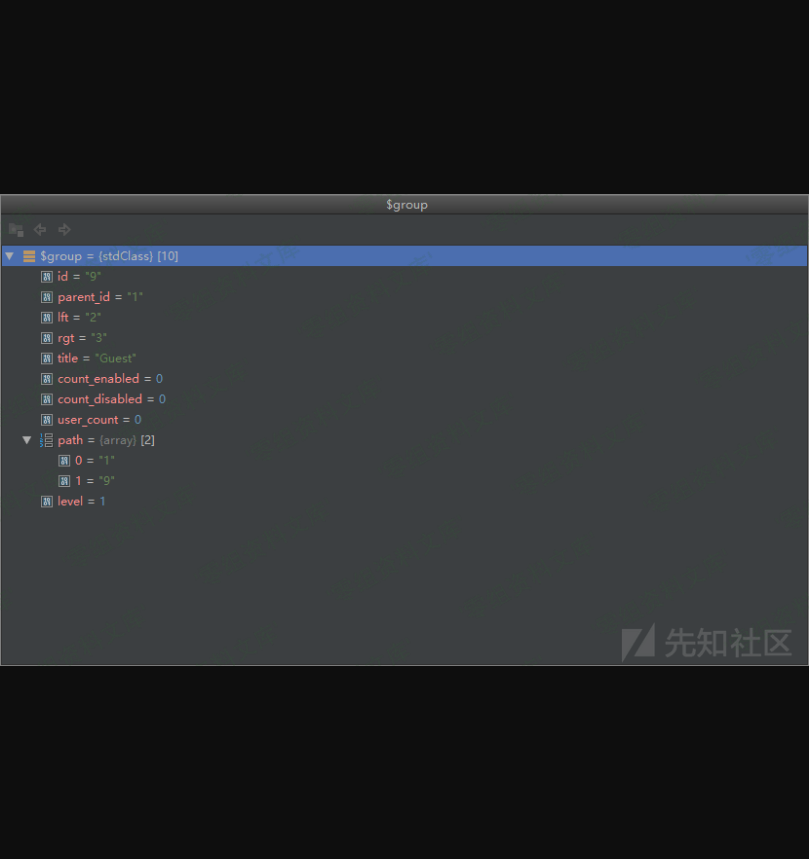 $group
$group = {stdClass} [10]
id = "9"
parent_id = "1"
lft = "2"
rgt = "3"
title = "Guest"
count_enabled = 0
count_disabled = 0
user_count = 0
path = {array} [2]
0 = "1"
1 = "9"
level = 1
先知社区